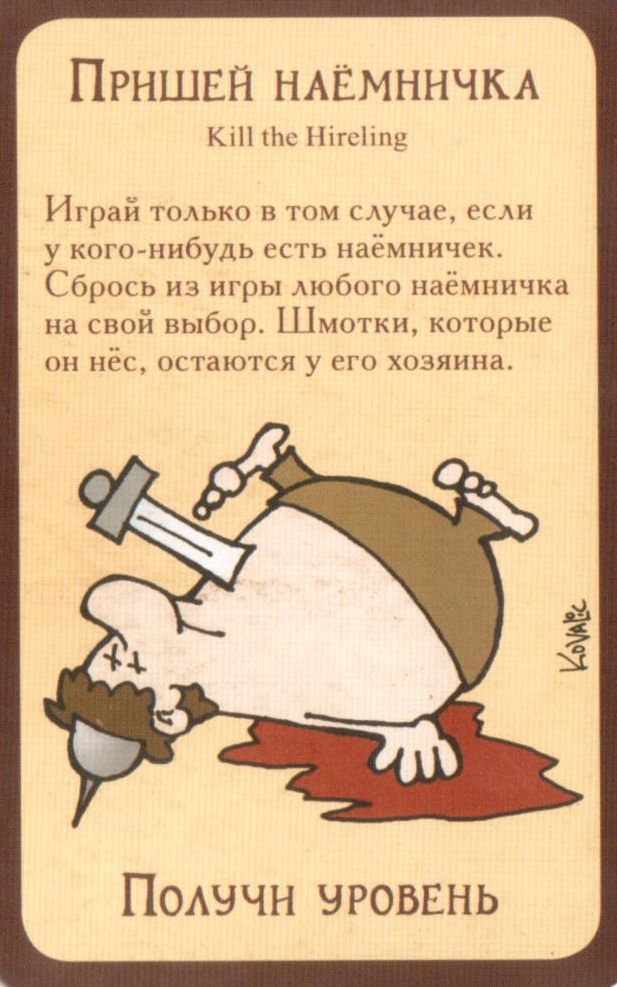 Пришей наёмничка
Kill the Hireling
Играй только в том случае, если
у кого-нибудь есть наёмничек.
Сбрось из игры любого наёмничка
на свой выбор. Шмотки, которые
он нёс, остаются у его хозяина.
Kovalic
Получи уровень